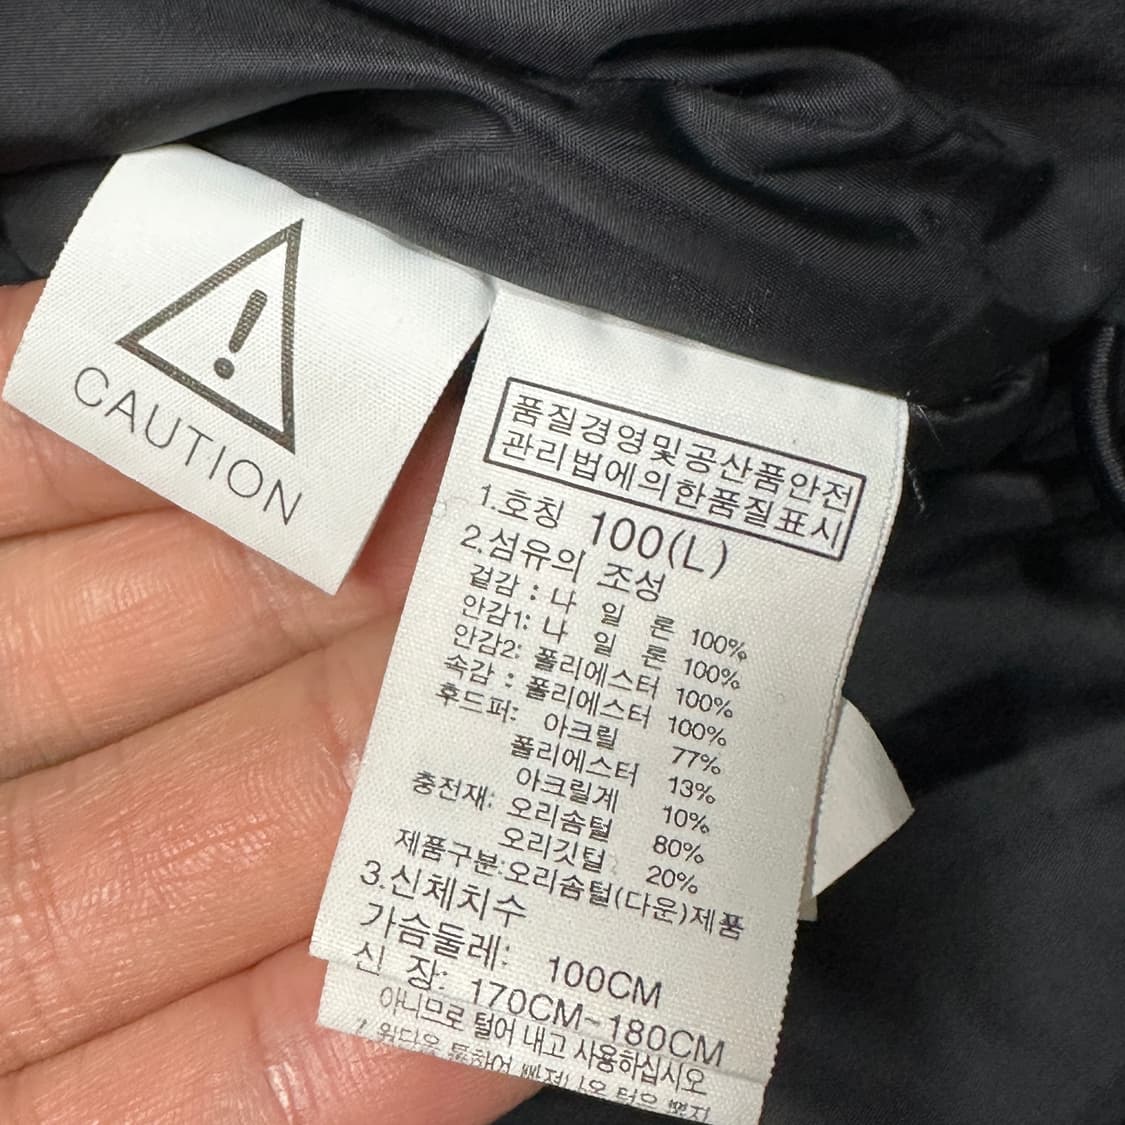 CAUTION
품질경영및공산품안전
관리법에의한품질표시
1.호칭 100(L)
2.섬유의 조성
겉감 : 나 일 론 100%
안감1: 나 일 론 100%
안감2: 폴리에스터 100%
속감 : 폴리에스터 100%
후드퍼: 아크릴 77%
폴리에스터 13%
아크릴계 10%
충전재: 오리솜털 80%
오리깃털 20%
제품구분:오리솜털(다운)제품
3.신체치수
가슴둘레: 100CM
신 장: 170CM~180CM
아니므로 털어 내고 사용하십시오